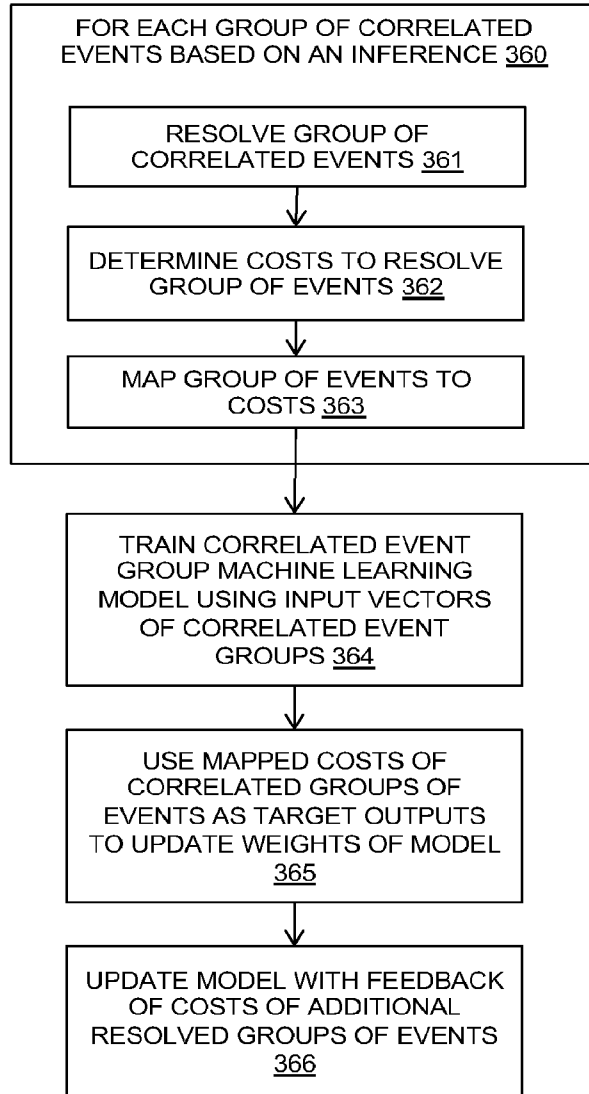 FOR EACH GROUP OF CORRELATED
EVENTS BASED ON AN INFERENCE 360
RESOLVE GROUP OF
CORRELATED EVENTS 361
DETERMINE COSTS TO RESOLVE
GROUP OF EVENTS 362
MAP GROUP OF EVENTS TO
COSTS 363
TRAIN CORRELATED EVENT
GROUP MACHINE LEARNING
MODEL USING INPUT VECTORS
OF CORRELATED EVENT
GROUPS 364
USE MAPPED COSTS OF
CORRELATED GROUPS OF
EVENTS AS TARGET OUTPUTS
TO UPDATE WEIGHTS OF MODEL
365
UPDATE MODEL WITH FEEDBACK
OF COSTS OF ADDITIONAL
RESOLVED GROUPS OF EVENTS
366